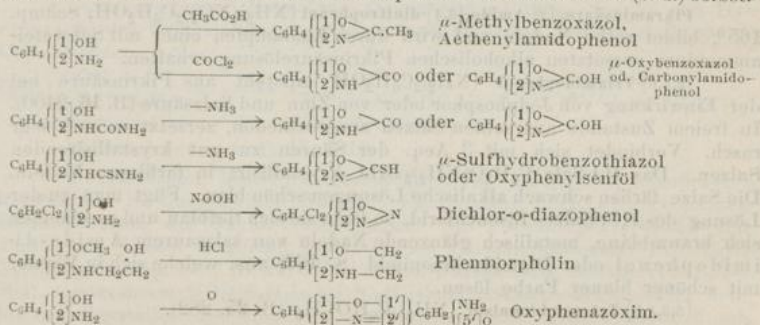 CH₃CO₂H
C₆H₄{[1]OH [2]NH₂ → C₆H₄{[1]O [2]N>C.CH₃ μ-Methylbenzoxazol, Aethenylamidophenol
COCl₂ → C₆H₄{[1]O [2]NH>CO oder C₆H₄{[1]O [2]N>C.OH μ-Oxybenzoxazol od. Carbonylamidophenol
C₆H₄{[1]OH [2]NHCONH₂ —NH₃→ C₆H₄{[1]O [2]NH>CO oder C₆H₄{[1]O [2]N>C.OH
C₆H₄{[1]OH [2]NHCSNH₂ —NH₃→ C₆H₄{[1]O [2]N>CSH μ-Sulfhydrobenzothiazol oder Oxyphenylsenföl
C₆H₂Cl₂{[1]OH [2]NH₂ NOOH→ C₆H₂Cl₂{[1]O [2]N>N Dichlor-o-diazophenol
C₆H₄{[1]OCH₃ OH [2]NHCH₂CH₂ HCl→ C₆H₄{[1]O—CH₂ [2]NH—CH₂ Phenmorpholin
C₆H₄{[1]OH [2]NH₂ O→ C₆H₄{[1]—O—[1'] [2]—N=[2']}C₆H₂{NH₂ [5']O Oxyphenazoxim.